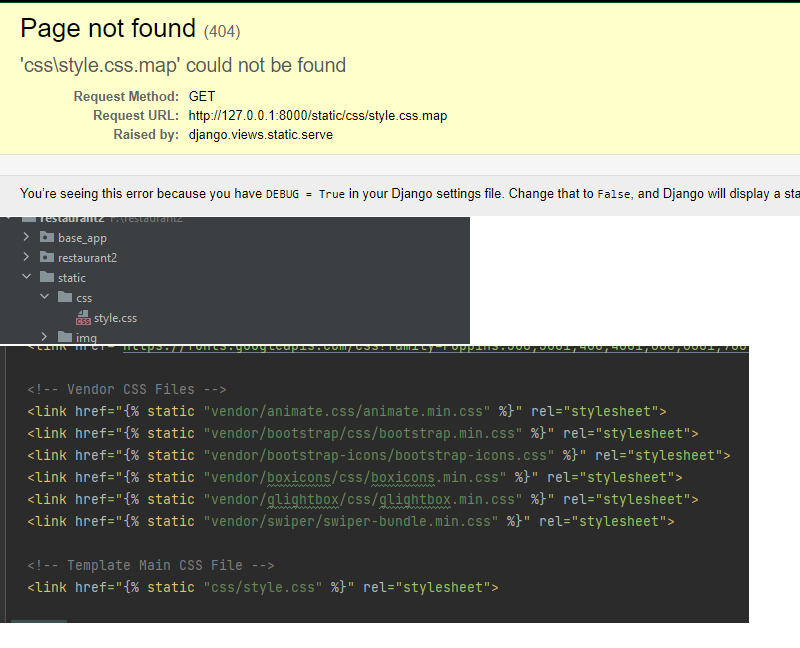 Page not found (404)
'css\style.css.map' could not be found
Request Method: GET
Request URL: http://127.0.0.1:8000/static/css/style.css.map
Raised by: django.views.static.serve
You're seeing this error because you have DEBUG = True in your Django settings file. Change that to False, and Django will display a sta
restaurant2 F:\restaurant2
base_app
restaurant2
static
css
style.css
img
<link href="https://fonts.googleapis.com/css?family=Poppins:300,300i,400,400i,600,600i,700
<!-- Vendor CSS Files -->
<link href="{% static "vendor/animate.css/animate.min.css" %}" rel="stylesheet">
<link href="{% static "vendor/bootstrap/css/bootstrap.min.css" %}" rel="stylesheet">
<link href="{% static "vendor/bootstrap-icons/bootstrap-icons.css" %}" rel="stylesheet">
<link href="{% static "vendor/boxicons/css/boxicons.min.css" %}" rel="stylesheet">
<link href="{% static "vendor/glightbox/css/glightbox.min.css" %}" rel="stylesheet">
<link href="{% static "vendor/swiper/swiper-bundle.min.css" %}" rel="stylesheet">
<!-- Template Main CSS File -->
<link href="{% static "css/style.css" %}" rel="stylesheet">